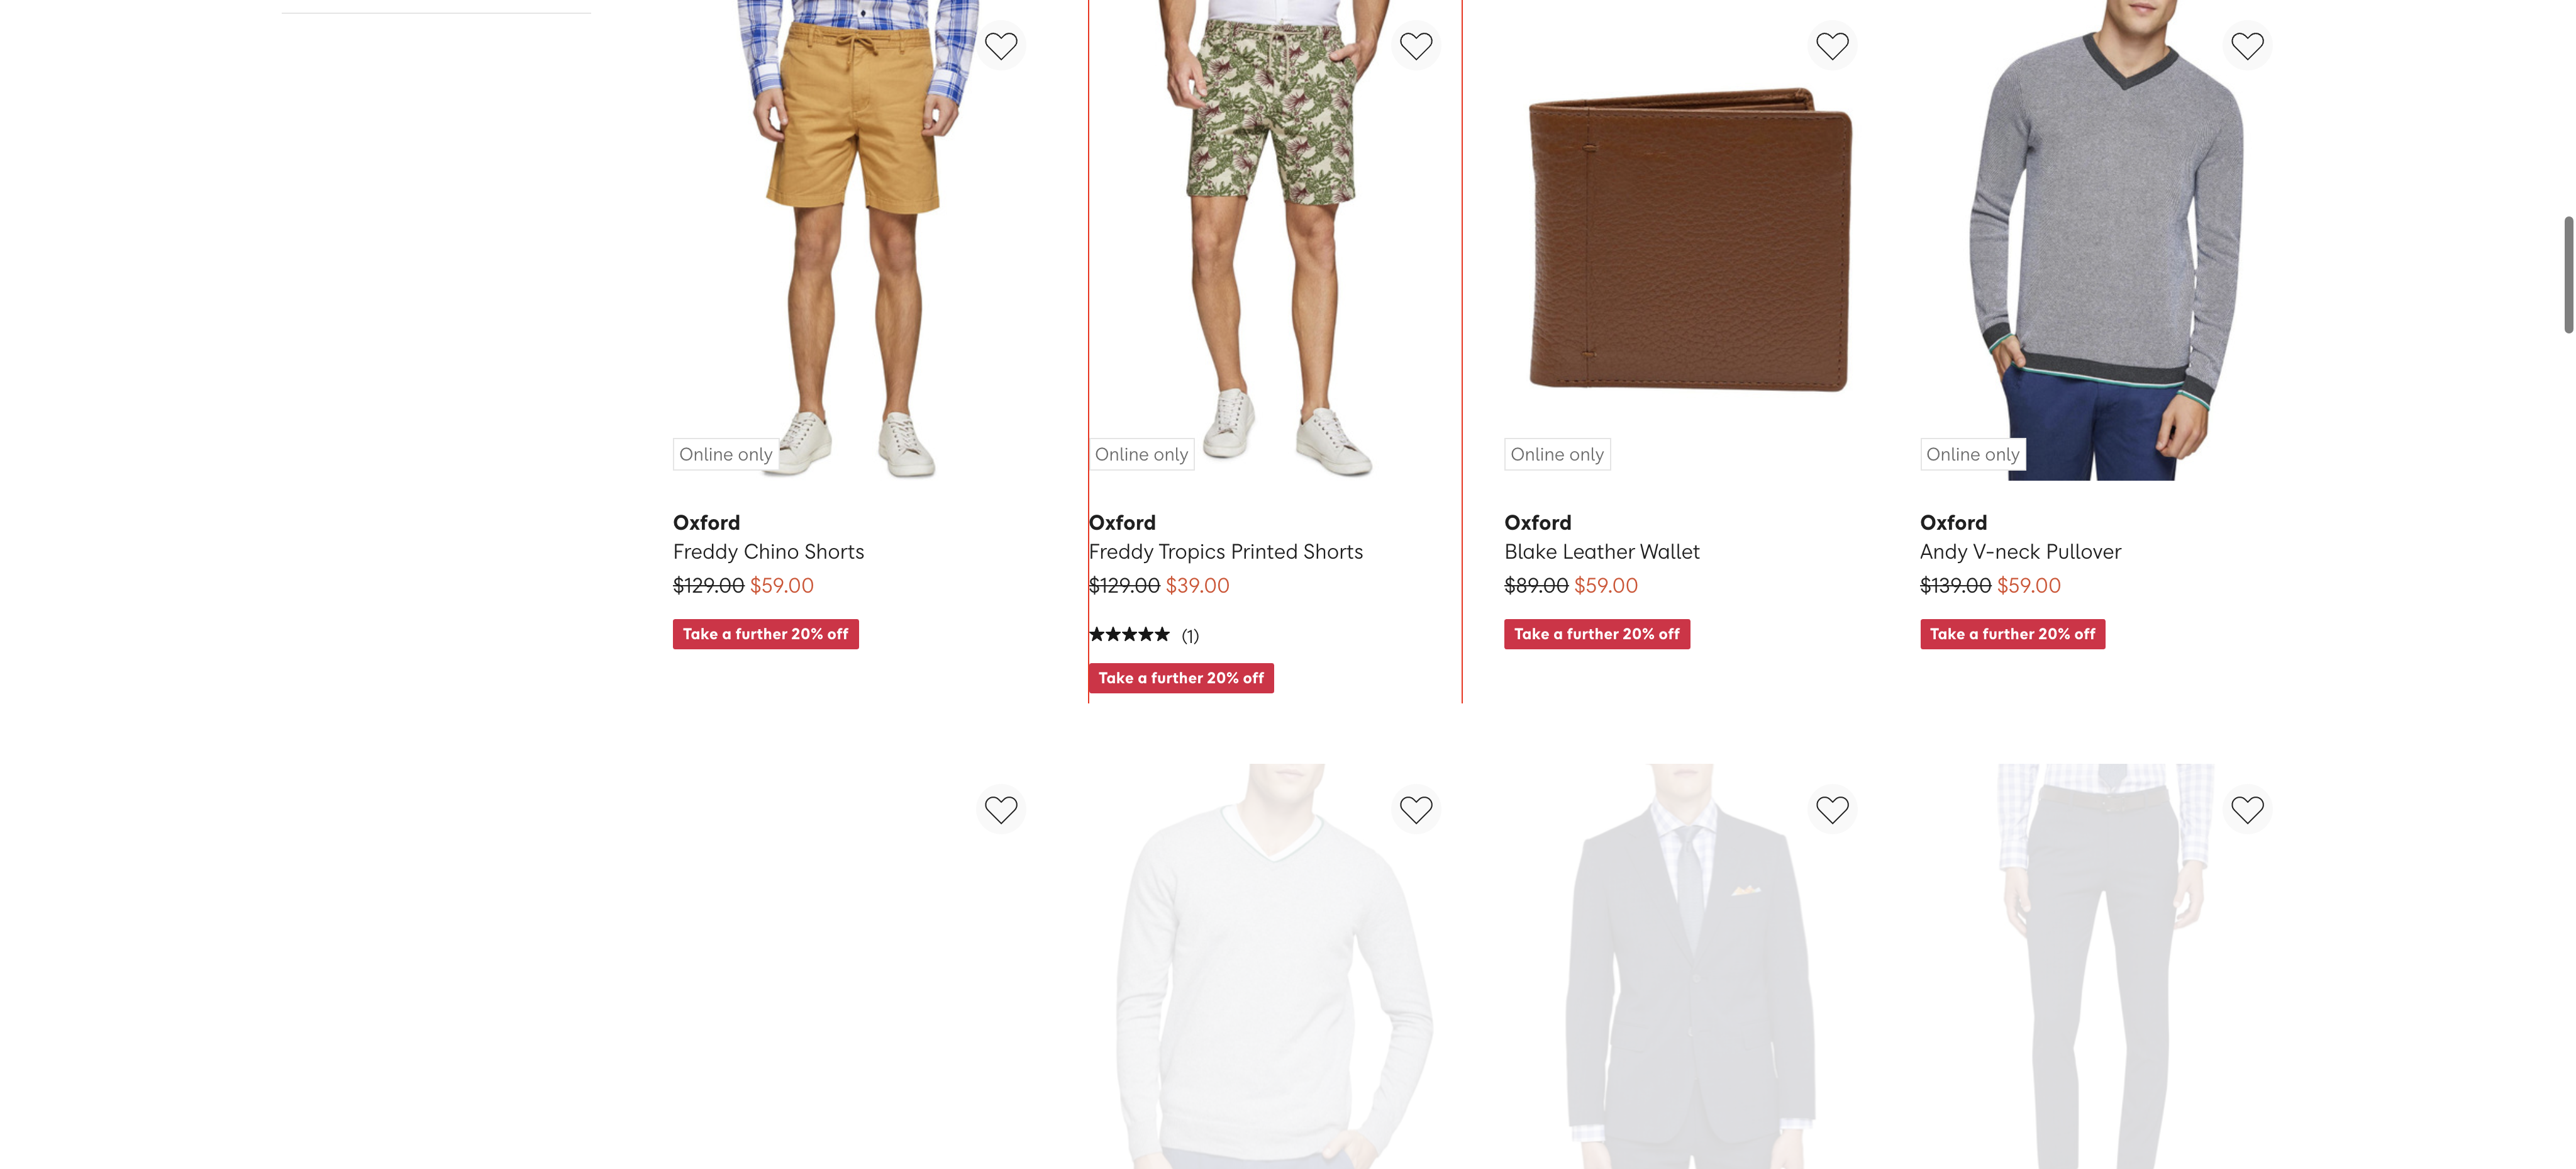 Online only
Oxford
Freddy Chino Shorts
$129.00 $59.00
Take a further 20% off
Online only
Oxford
Freddy Tropics Printed Shorts
$129.00 $39.00
★★★★★ (1)
Take a further 20% off
Online only
Oxford
Blake Leather Wallet
$89.00 $59.00
Take a further 20% off
Online only
Oxford
Andy V-neck Pullover
$139.00 $59.00
Take a further 20% off